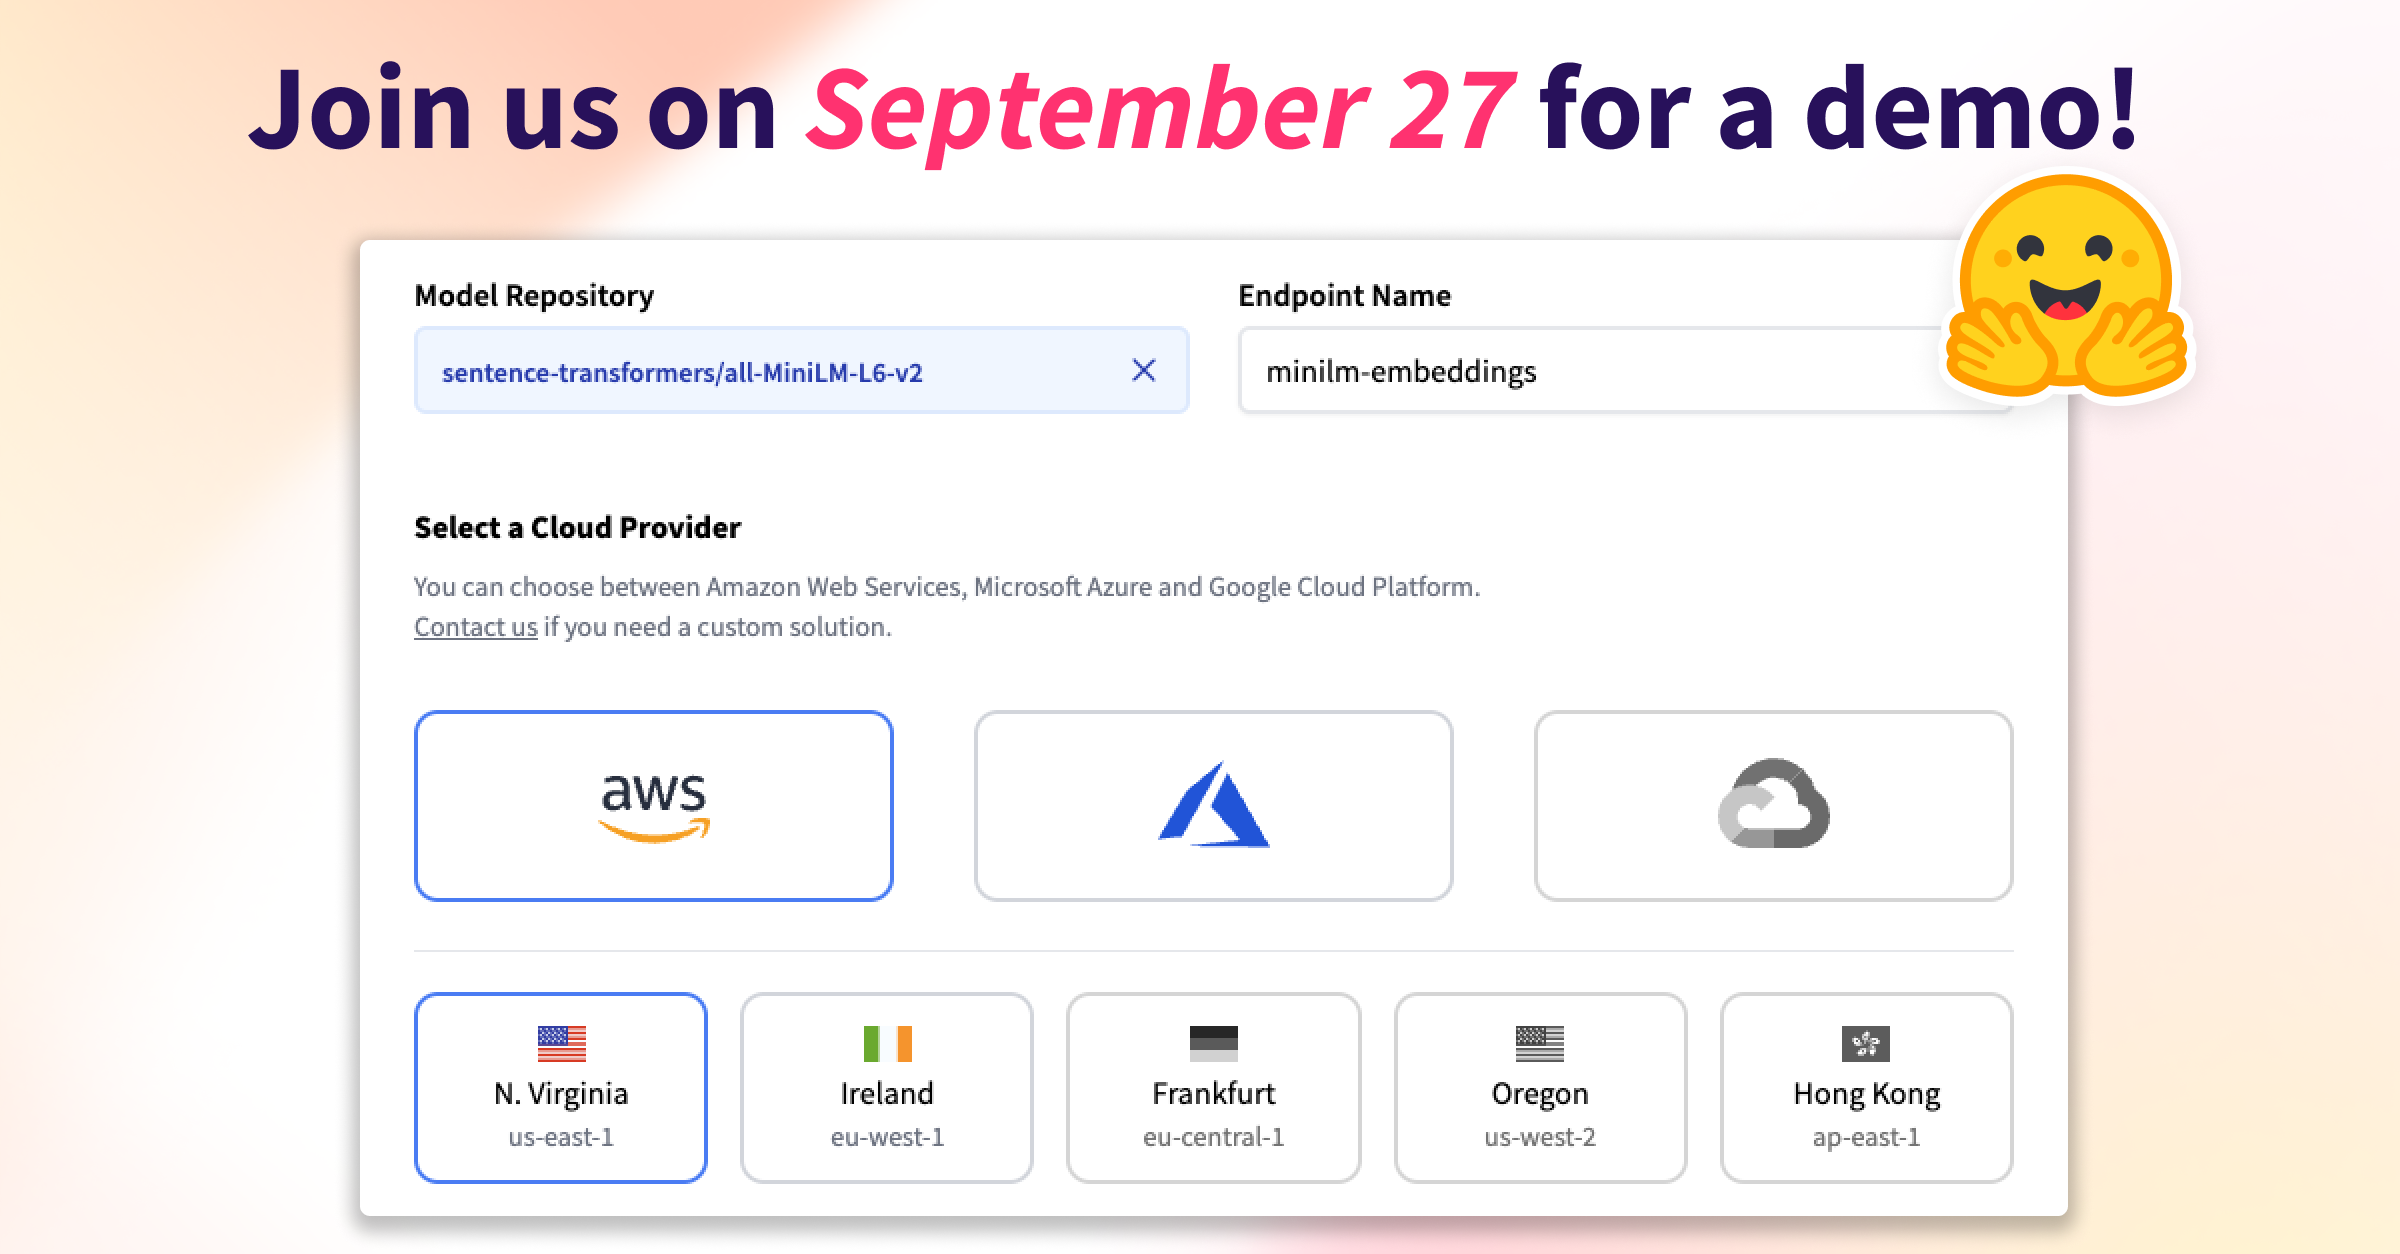 Join us on September 27 for a demo!
Model Repository
Endpoint Name
sentence-transformers/all-MiniLM-L6-v2
minilm-embeddings
Select a Cloud Provider
You can choose between Amazon Web Services, Microsoft Azure and Google Cloud Platform.
Contact us if you need a custom solution.
aws
N. Virginia
us-east-1
Ireland
eu-west-1
Frankfurt
eu-central-1
Oregon
us-west-2
Hong Kong
ap-east-1